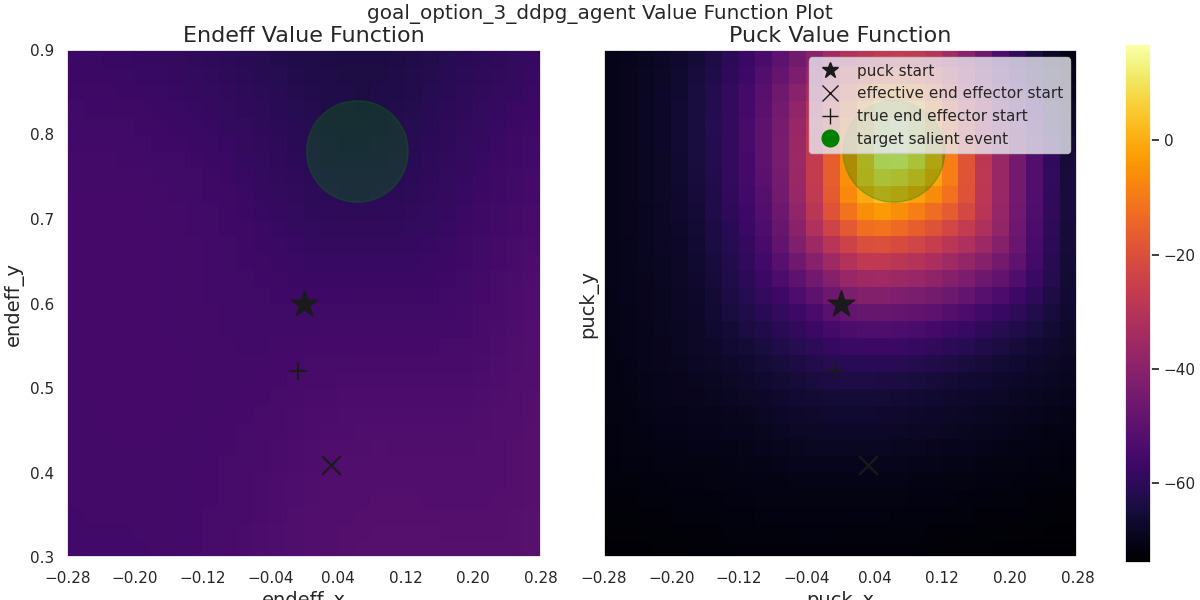 goal_option_3_ddpg_agent Value Function Plot
Endeff Value Function
Puck Value Function
0.9
0.8
0.7
0.6
0.5
0.4
0.3
endeff_y
−0.28 −0.20 −0.12 −0.04 0.04 0.12 0.20 0.28
endeff_x
puck_y
puck start
effective end effector start
true end effector start
target salient event
−0.28 −0.20 −0.12 −0.04 0.04 0.12 0.20 0.28
puck_x
0
−20
−40
−60